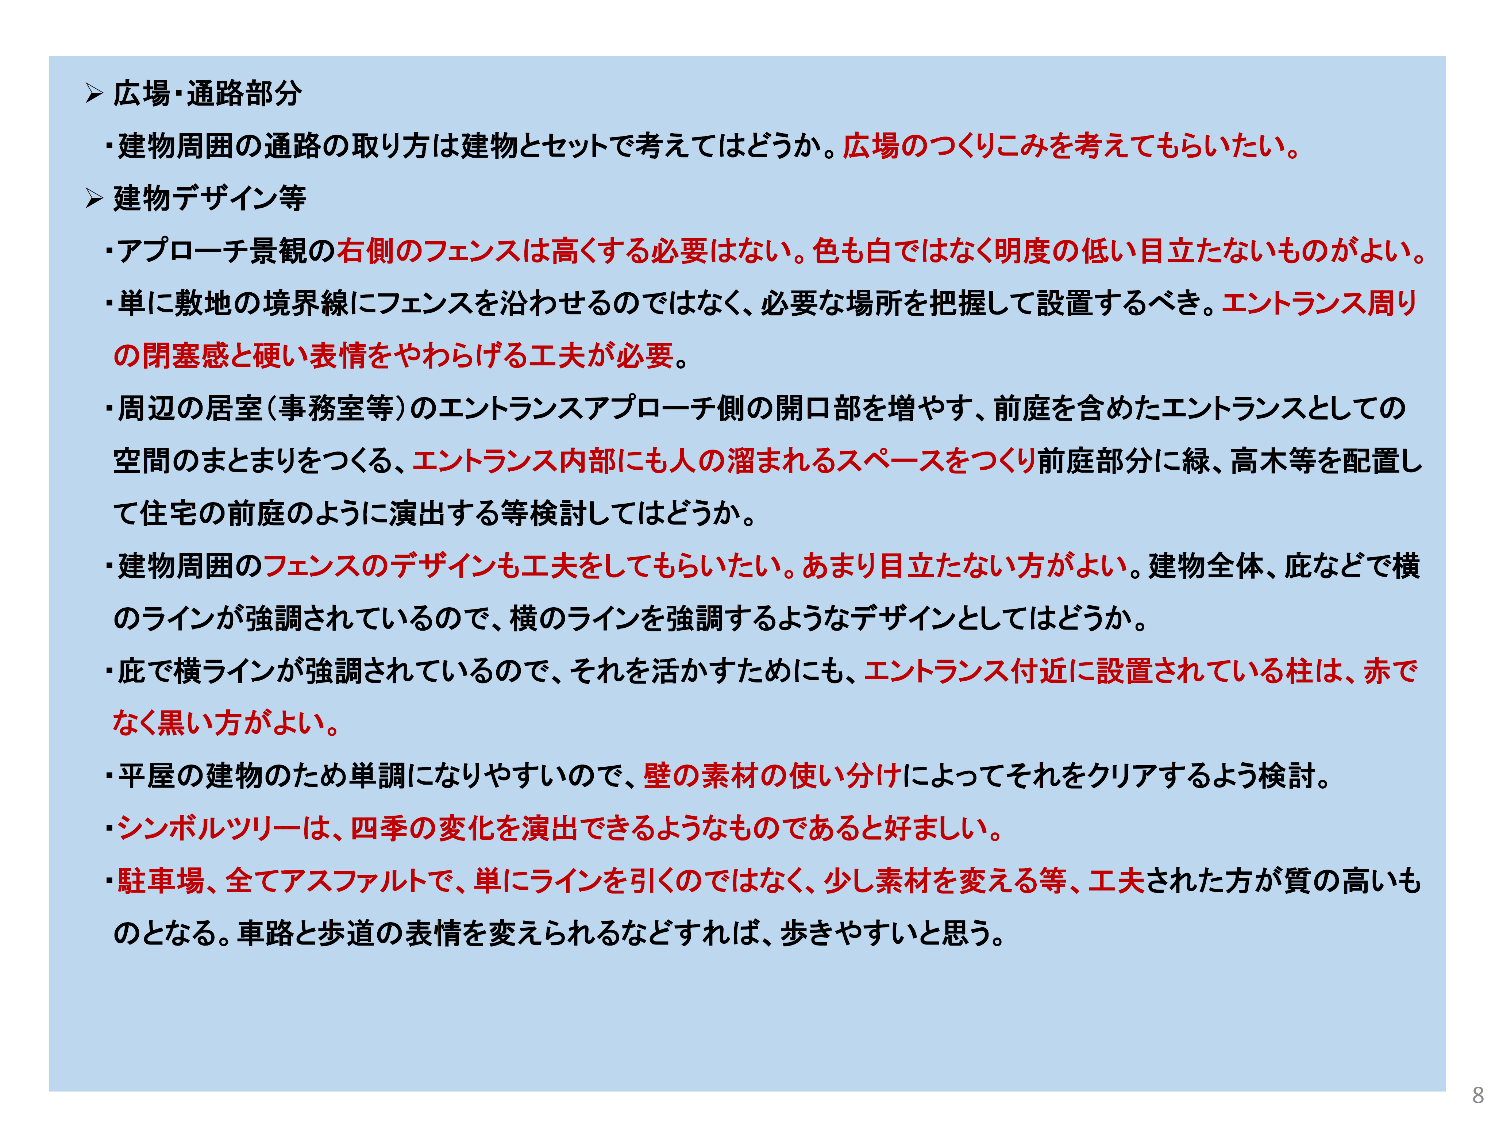 ➢ 広場・通路部分
・建物周囲の通路の取り方は建物とセットで考えてはどうか。広場のつくりこみを考えてもらいたい。
➢ 建物デザイン等
・アプローチ景観の右側のフェンスは高くする必要はない。色も白ではなく明度の低い目立たないものがよい。
・単に敷地の境界線にフェンスを沿わせるのではなく、必要な場所を把握して設置するべき。エントランス周り
の閉塞感と硬い表情をやわらげる工夫が必要。
・周辺の居室（事務室等）のエントランスアプローチ側の開口部を増やす、前庭を含めたエントランスとしての
空間のまとまりをつくる、エントランス内部にも人の溜まれるスペースをつくり前庭部分に緑、高木等を配置し
て住宅の前庭のように演出する等検討してはどうか。
・建物周囲のフェンスのデザインも工夫をしてもらいたい。あまり目立たない方がよい。建物全体、庇などで横
のラインが強調されているので、横のラインを強調するようなデザインとしてはどうか。
・庇で横ラインが強調されているので、それを活かすためにも、エントランス付近に設置されている柱は、赤で
なく黒い方がよい。
・平屋の建物のため単調になりやすいので、壁の素材の使い分けによってそれをクリアするよう検討。
・シンボルツリーは、四季の変化を演出できるようなものであると好ましい。
・駐車場、全てアスファルトで、単にラインを引くのではなく、少し素材を変える等、工夫された方が質の高いも
のとなる。車路と歩道の表情を変えられるなどすれば、歩きやすいと思う。
8